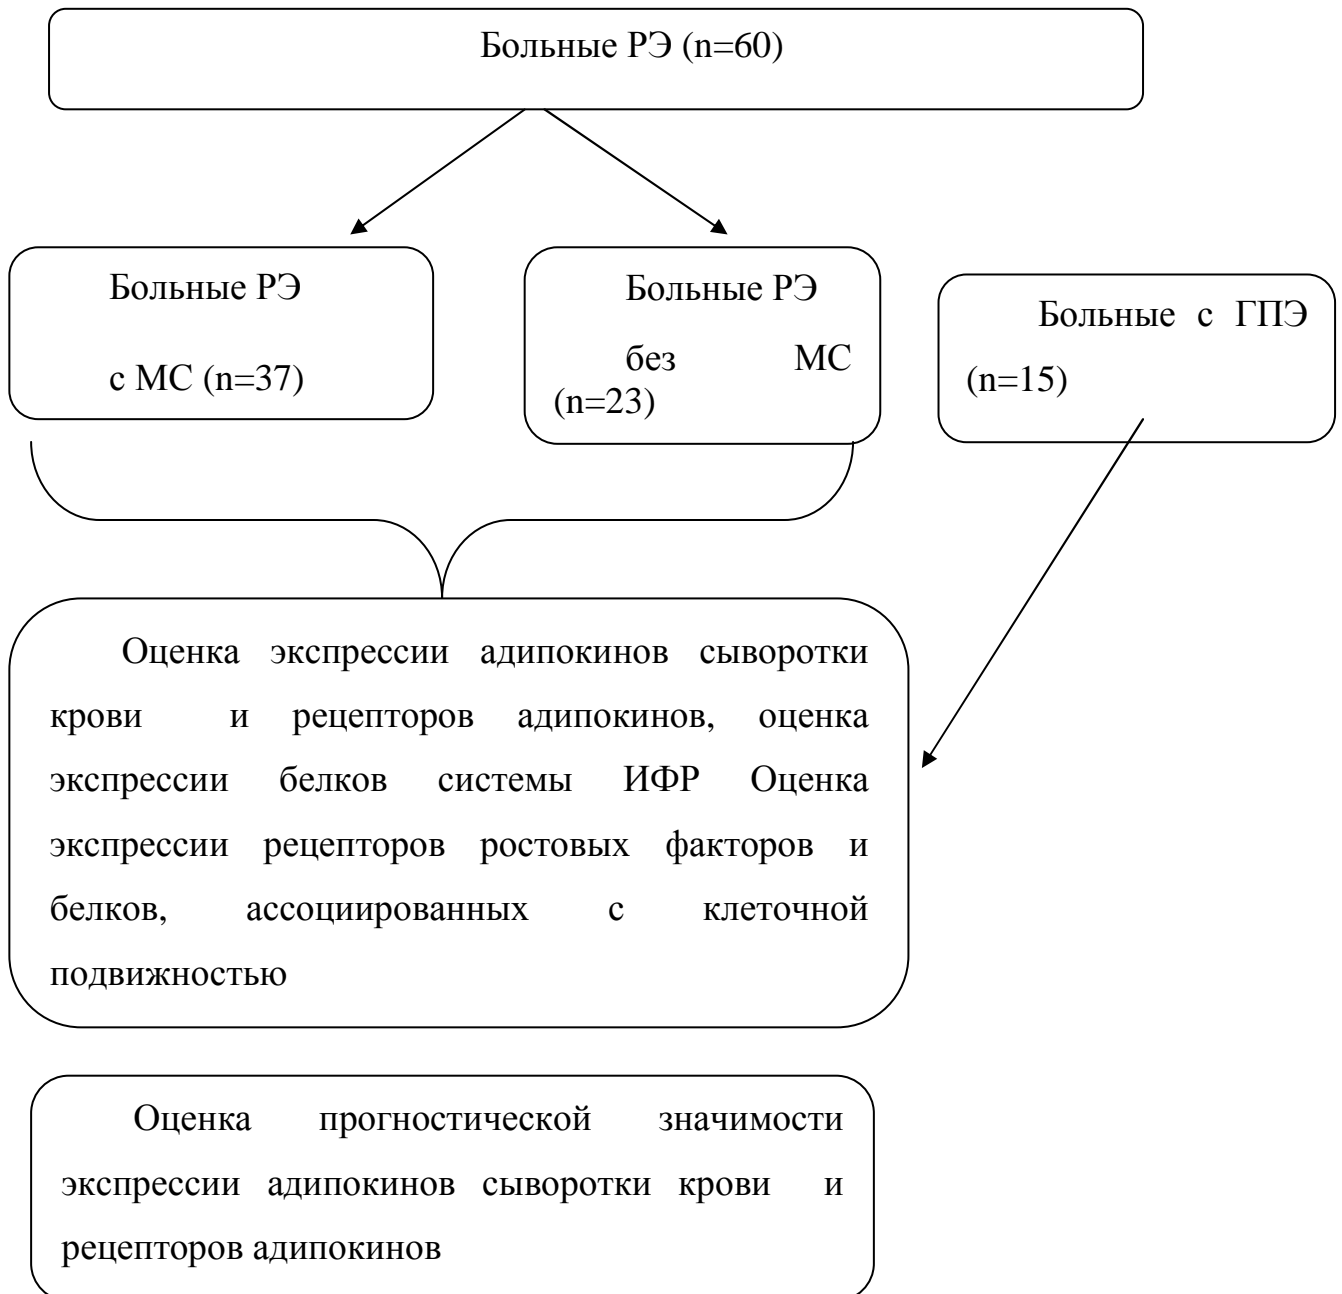 Больные РЭ (n=60)
Больные РЭ
с МС (n=37)
Больные РЭ
без МС
(n=23)
Больные с ГПЭ
(n=15)
Оценка экспрессии адипокинов сыворотки
крови и рецепторов адипокинов, оценка
экспрессии белков системы ИФР Оценка
экспрессии рецепторов ростовых факторов и
белков, ассоциированных с клеточной
подвижностью
Оценка прогностической значимости
экспрессии адипокинов сыворотки крови и
рецепторов адипокинов